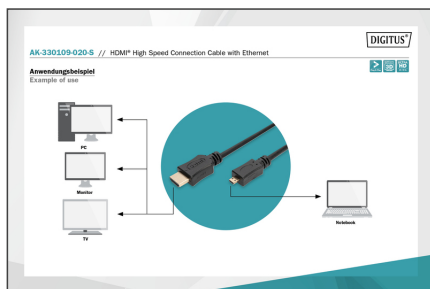 DIGITUS®
AK-330109-020-S // HDMI® High Speed Connection Cable with Ethernet
Anwendungsbeispiel
Example of use
PC
Monitor
TV
Notebook